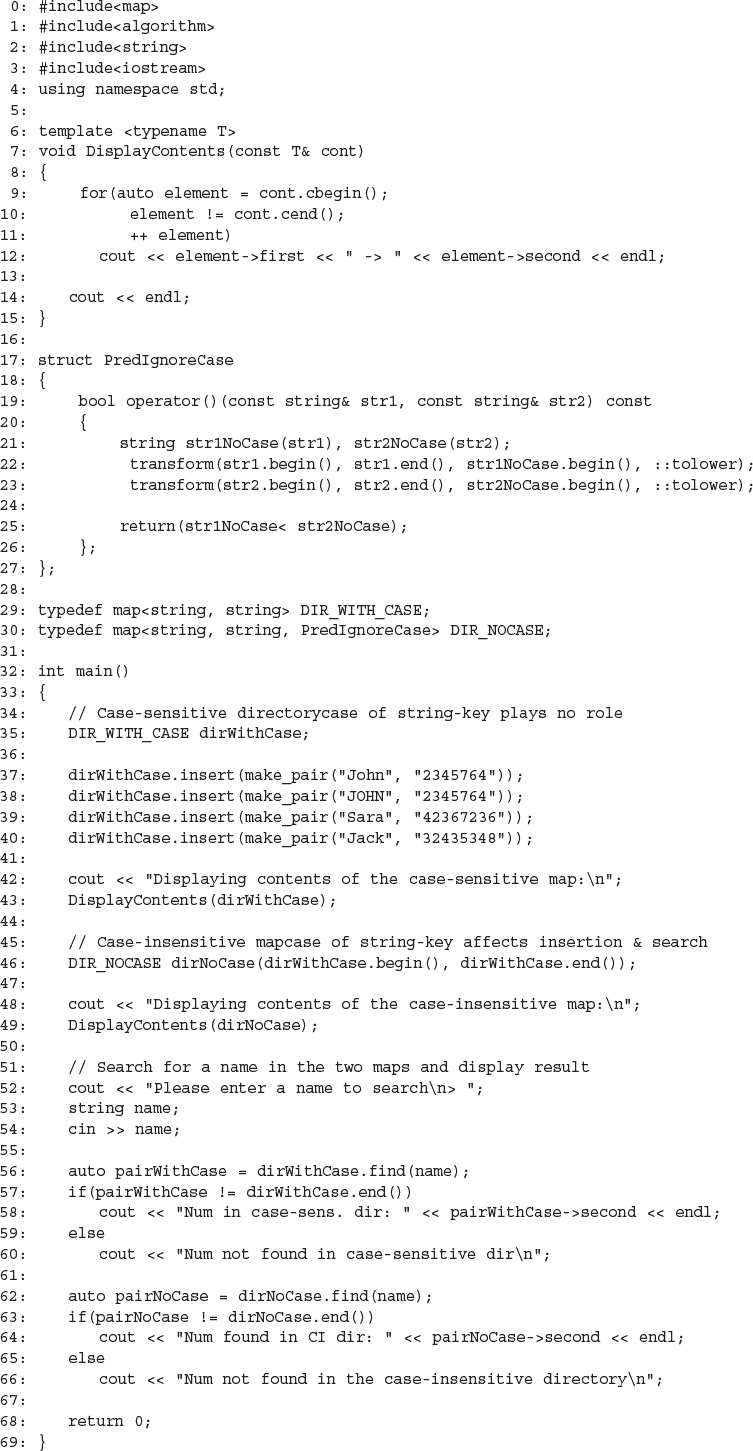 0: #include<map>
1: #include<algorithm>
2: #include<string>
3: #include<iostream>
4: using namespace std;
5:
6: template <typename T>
7: void DisplayContents(const T& cont)
8: {
9:     for(auto element = cont.cbegin();
10:          element != cont.cend();
11:          ++ element)
12:       cout << element->first << " -> " << element->second << endl;
13:
14:    cout << endl;
15: }
16:
17: struct PredIgnoreCase
18: {
19:     bool operator()(const string& str1, const string& str2) const
20:     {
21:         string str1NoCase(str1), str2NoCase(str2);
22:          transform(str1.begin(), str1.end(), str1NoCase.begin(), ::tolower);
23:          transform(str2.begin(), str2.end(), str2NoCase.begin(), ::tolower);
24:
25:         return(str1NoCase< str2NoCase);
26:     };
27: };
28:
29: typedef map<string, string> DIR_WITH_CASE;
30: typedef map<string, string, PredIgnoreCase> DIR_NOCASE;
31:
32: int main()
33: {
34:    // Case-sensitive directorycase of string-key plays no role
35:    DIR_WITH_CASE dirWithCase;
36:
37:    dirWithCase.insert(make_pair("John", "2345764"));
38:    dirWithCase.insert(make_pair("JOHN", "2345764"));
39:    dirWithCase.insert(make_pair("Sara", "42367236"));
40:    dirWithCase.insert(make_pair("Jack", "32435348"));
41:
42:    cout << "Displaying contents of the case-sensitive map:\n";
43:    DisplayContents(dirWithCase);
44:
45:    // Case-insensitive mapcase of string-key affects insertion & search
46:    DIR_NOCASE dirNoCase(dirWithCase.begin(), dirWithCase.end());
47:
48:    cout << "Displaying contents of the case-insensitive map:\n";
49:    DisplayContents(dirNoCase);
50:
51:    // Search for a name in the two maps and display result
52:    cout << "Please enter a name to search\n> ";
53:    string name;
54:    cin >> name;
55:
56:    auto pairWithCase = dirWithCase.find(name);
57:    if(pairWithCase != dirWithCase.end())
58:       cout << "Num in case-sens. dir: " << pairWithCase->second << endl;
59:    else
60:       cout << "Num not found in case-sensitive dir\n";
61:
62:    auto pairNoCase = dirNoCase.find(name);
63:    if(pairNoCase != dirNoCase.end())
64:       cout << "Num found in CI dir: " << pairNoCase->second << endl;
65:    else
66:       cout << "Num not found in the case-insensitive directory\n";
67:
68:    return 0;
69: }